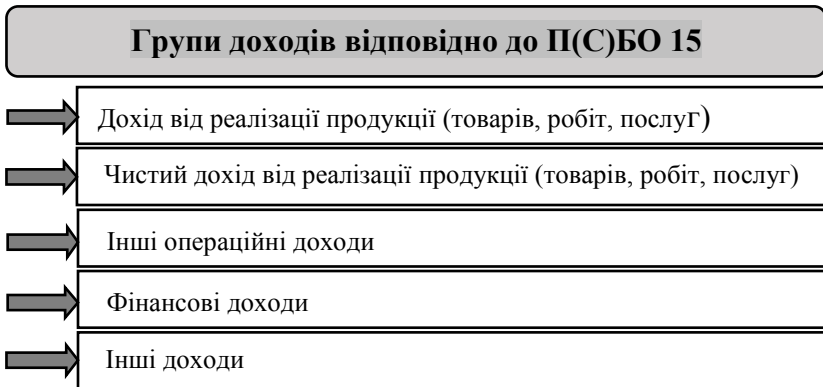 Групи доходів відповідно до П(С)БО 15
Дохід від реалізації продукції (товарів, робіт, послуг)
Чистий дохід від реалізації продукції (товарів, робіт, послуг)
Інші операційні доходи
Фінансові доходи
Інші доходи